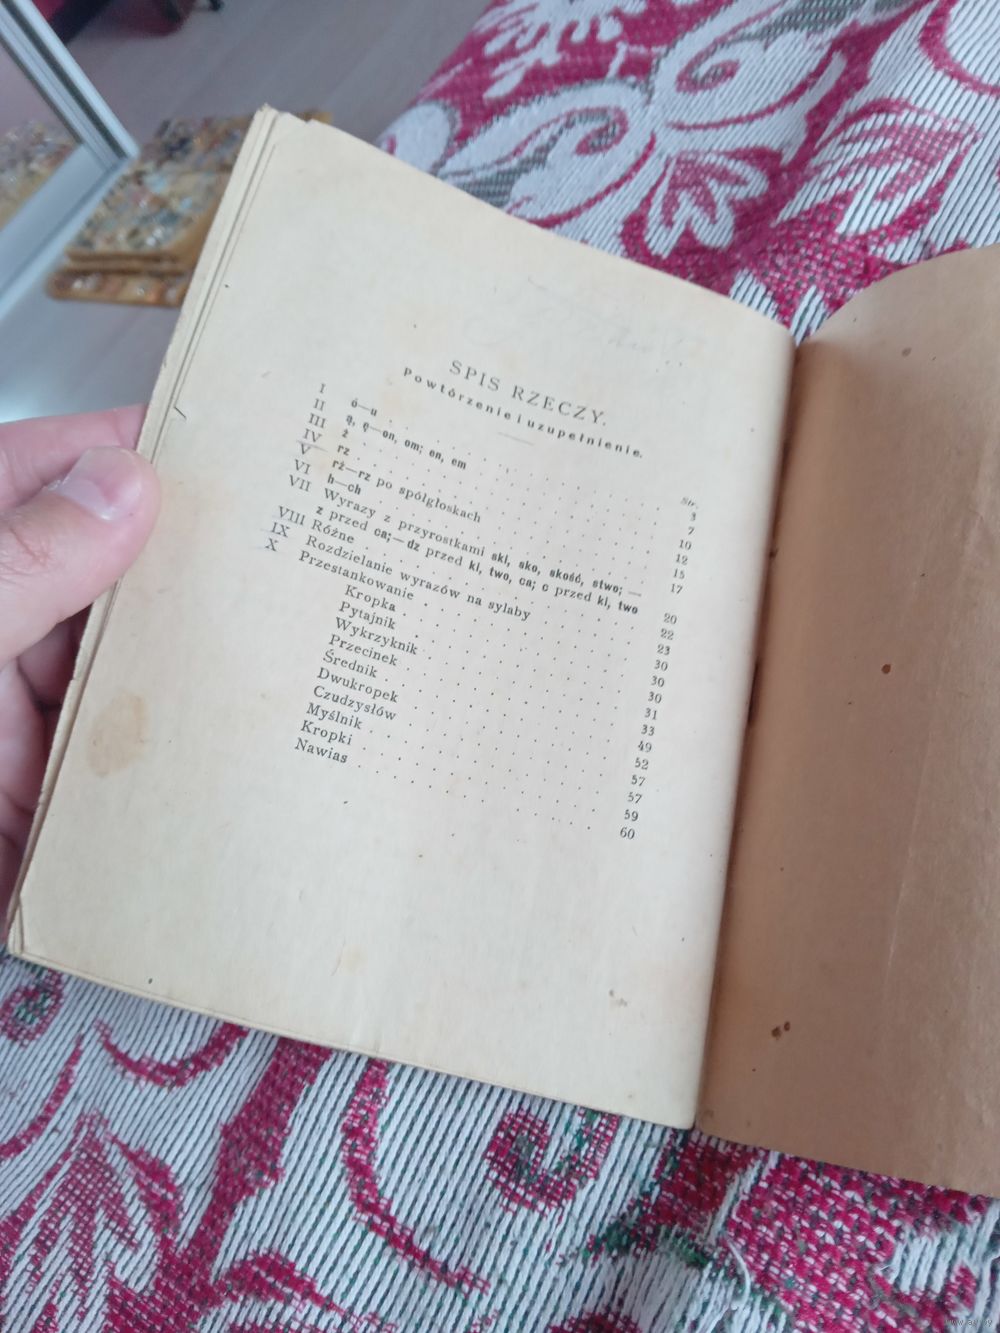 SPIS RZECZY.
Powtórzenie i uzupełnienie.
Str.
I ó—u . . . . . 3
II ą, ę—on, om; en, em . . . . . 7
III ż . . . . . 10
IV rz . . . . . 12
V rż—rz po spółgłoskach . . . . . 15
VI h—ch . . . . . 17
VII Wyrazy z przyrostkami ski, sko, skość, stwo; —
z przed ca; — dz przed ki, two, ca; c przed ki, two 20
VIII Różne . . . . . 22
IX Rozdzielanie wyrazów na sylaby . . . . . 23
X Przestankowanie . . . . . 30
Kropka . . . . . 30
Pytajnik . . . . . 30
Wykrzyknik . . . . . 31
Przecinek . . . . . 33
Średnik . . . . . 49
Dwukropek . . . . . 52
Czudzysłów . . . . . 57
Myślnik . . . . . 57
Kropki . . . . . 59
Nawias . . . . . 60